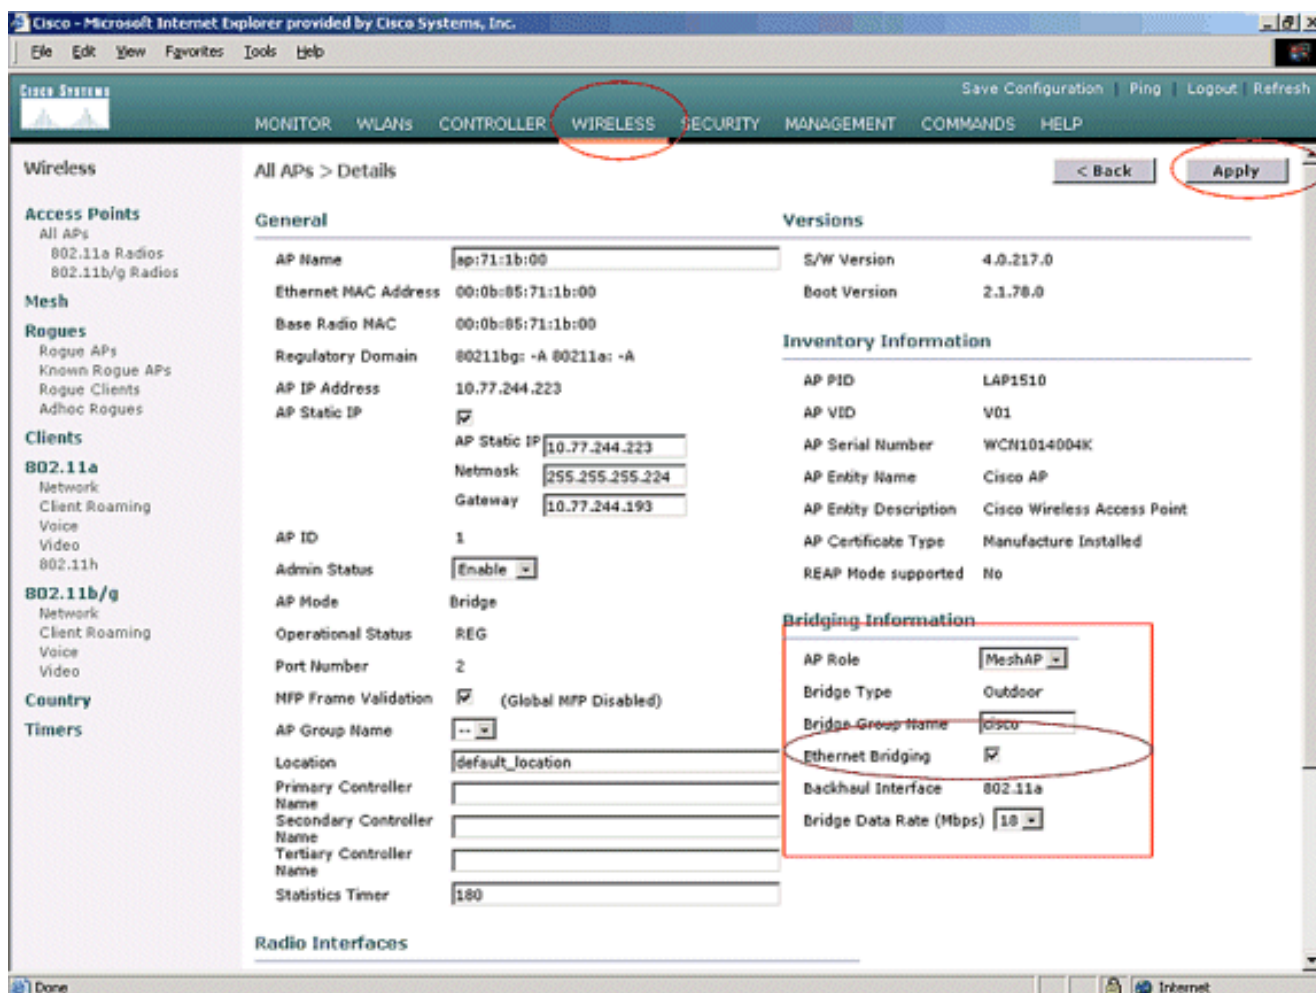 Cisco - Microsoft Internet Explorer provided by Cisco Systems, Inc.
File Edit View Favorites Tools Help
Cisco Systems
Save Configuration | Ping | Logout | Refresh
MONITOR WLANs CONTROLLER WIRELESS SECURITY MANAGEMENT COMMANDS HELP
Wireless
Access Points
All APs
802.11a Radios
802.11b/g Radios
Mesh
Rogues
Rogue APs
Known Rogue APs
Rogue Clients
Adhoc Rogues
Clients
802.11a
Network
Client Roaming
Voice
Video
802.11h
802.11b/g
Network
Client Roaming
Voice
Video
Country
Timers
All APs > Details
< Back
Apply
General
AP Name ap:71:1b:00
Ethernet MAC Address 00:0b:85:71:1b:00
Base Radio MAC 00:0b:85:71:1b:00
Regulatory Domain 80211bg: -A 80211a: -A
AP IP Address 10.77.244.223
AP Static IP
AP Static IP 10.77.244.223
Netmask 255.255.255.224
Gateway 10.77.244.193
AP ID 1
Admin Status Enable
AP Mode Bridge
Operational Status REG
Port Number 2
MFP Frame Validation (Global MFP Disabled)
AP Group Name --
Location default_location
Primary Controller
Name
Secondary Controller
Name
Tertiary Controller
Name
Statistics Timer 180
Radio Interfaces
Versions
S/W Version 4.0.217.0
Boot Version 2.1.78.0
Inventory Information
AP PID LAP1510
AP VID V01
AP Serial Number WCN1014004K
AP Entity Name Cisco AP
AP Entity Description Cisco Wireless Access Point
AP Certificate Type Manufacture Installed
REAP Mode supported No
Bridging Information
AP Role MeshAP
Bridge Type Outdoor
Bridge Group Name cisco
Ethernet Bridging
Backhaul Interface 802.11a
Bridge Data Rate (Mbps) 18
Done
Internet